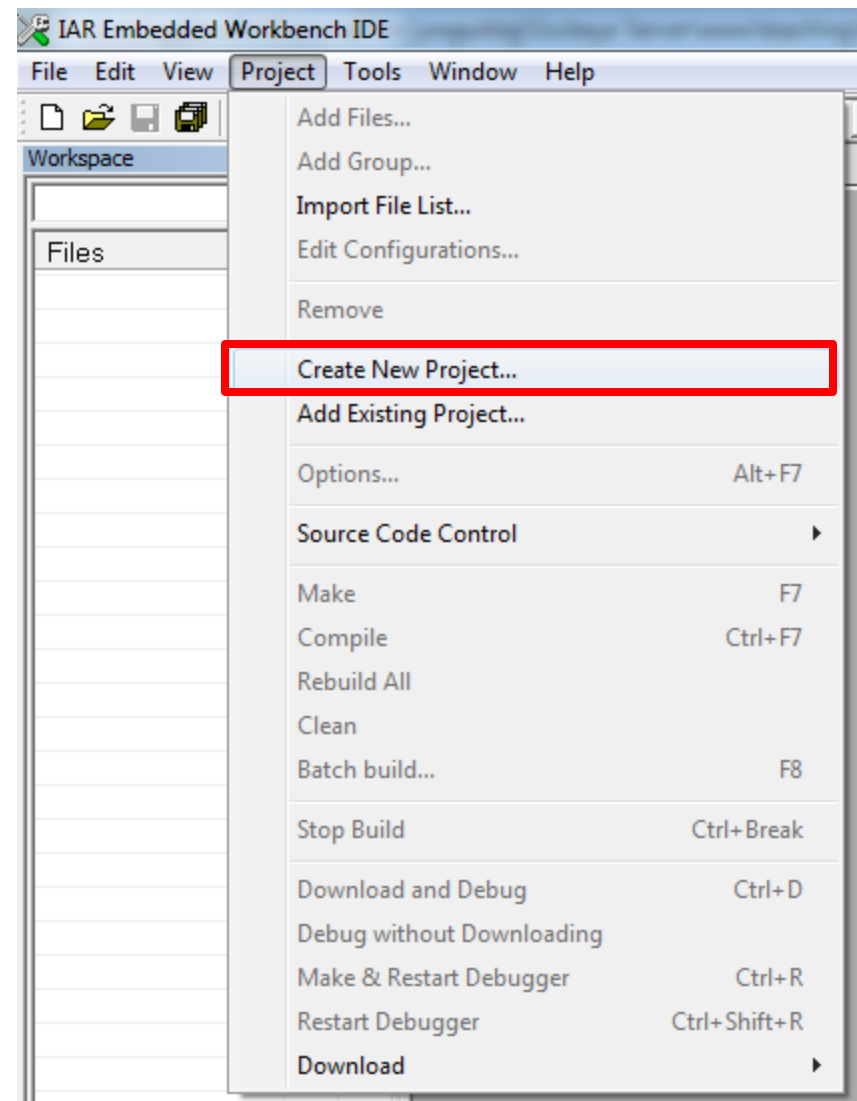 IAR Embedded Workbench IDE
File Edit View Project Tools Window Help
Workspace
Files
Add Files...
Add Group...
Import File List...
Edit Configurations...
Remove
Create New Project...
Add Existing Project...
Options... Alt+F7
Source Code Control
Make F7
Compile Ctrl+F7
Rebuild All
Clean
Batch build... F8
Stop Build Ctrl+Break
Download and Debug Ctrl+D
Debug without Downloading
Make & Restart Debugger Ctrl+R
Restart Debugger Ctrl+Shift+R
Download